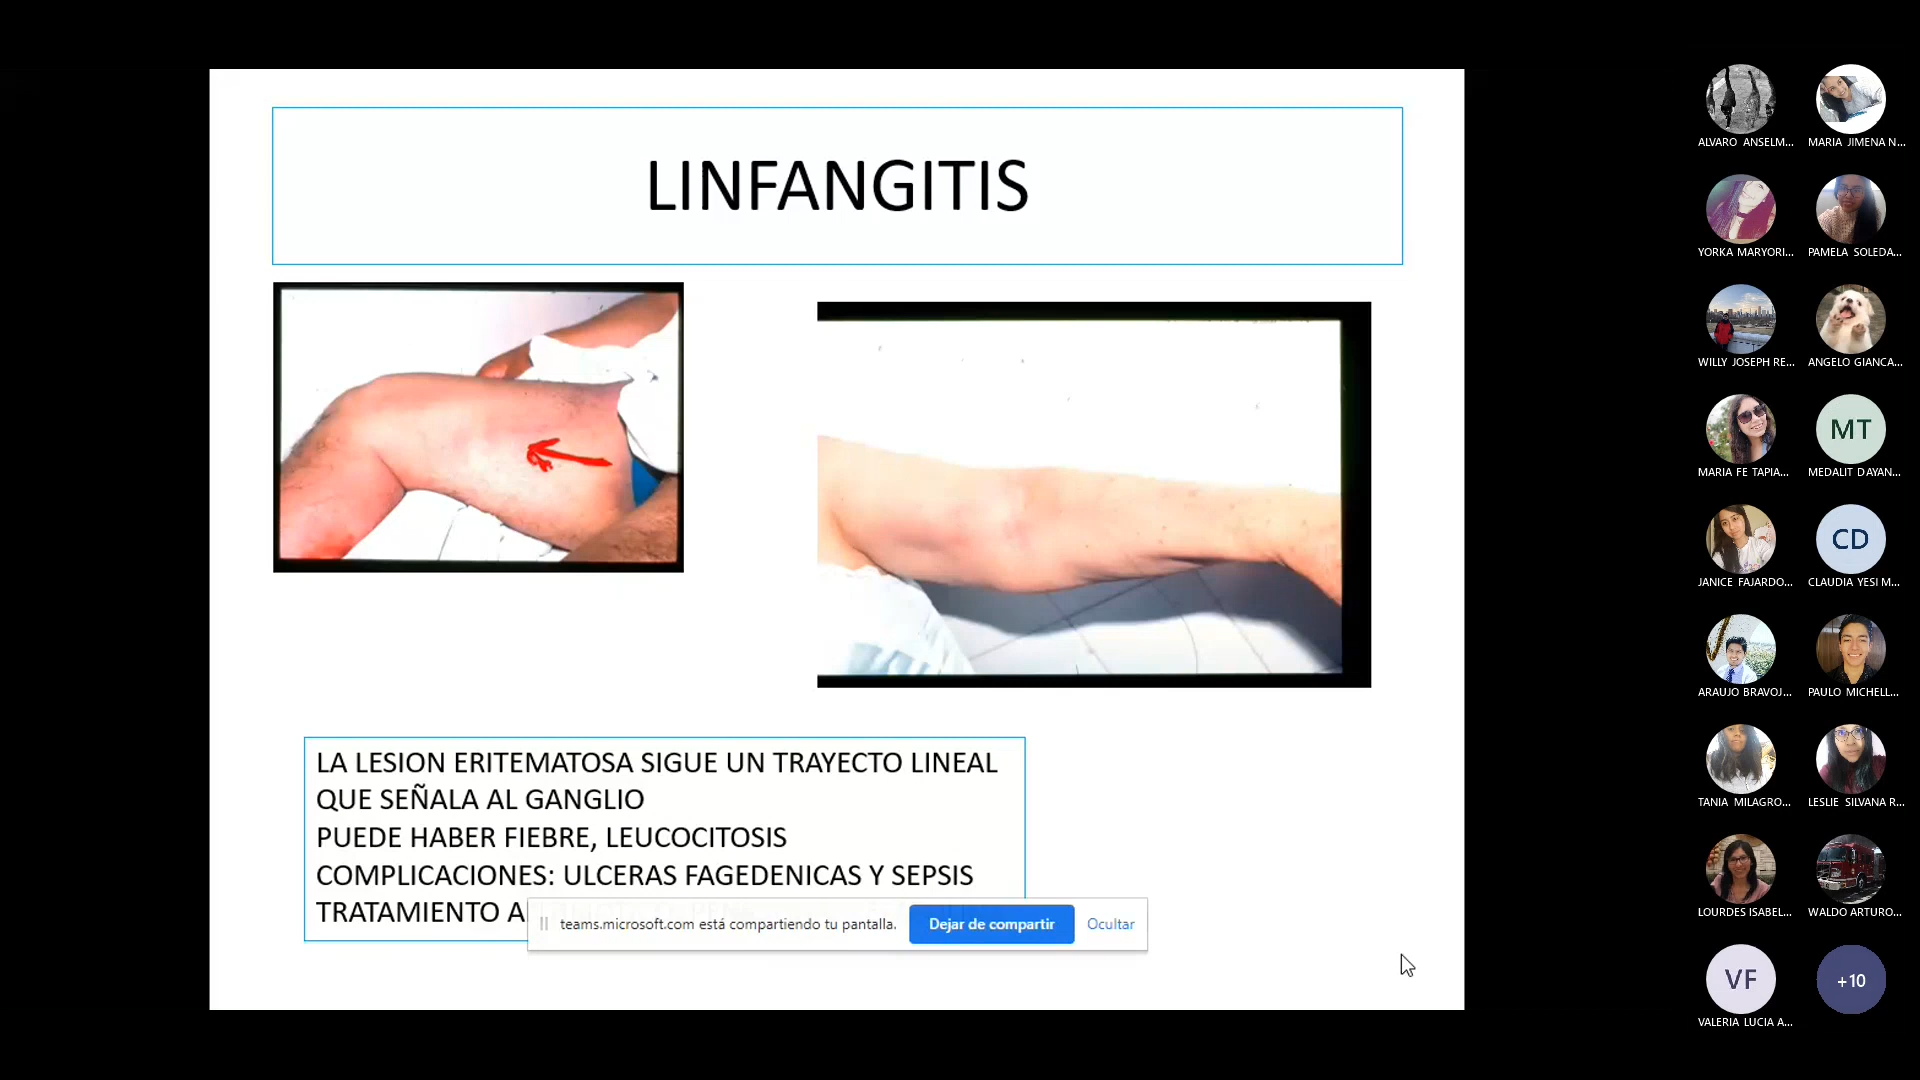 LINFANGITIS
LA LESION ERITEMATOSA SIGUE UN TRAYECTO LINEAL
QUE SEÑALA AL GANGLIO
PUEDE HABER FIEBRE, LEUCOCITOSIS
COMPLICACIONES: ULCERAS FAGEDENICAS Y SEPSIS
TRATAMIENTO
teams.microsoft.com está compartiendo tu pantalla.
Dejar de compartir
Ocultar
ALVARO ANSELM...
MARIA JIMENA N...
YORKA MARYORI...
PAMELA SOLEDA...
WILLY JOSEPH RE...
ANGELO GIANCA...
MARIA FE TAPIA...
MT
MEDALIT DAYAN...
JANICE FAJARDO...
CD
CLAUDIA YESI M...
ARAUJO BRAVOJ...
PAULO MICHELL...
TANIA MILAGRO...
LESLIE SILVANA R...
LOURDES ISABEL...
WALDO ARTURO...
VF
VALERIA LUCIA A...
+10